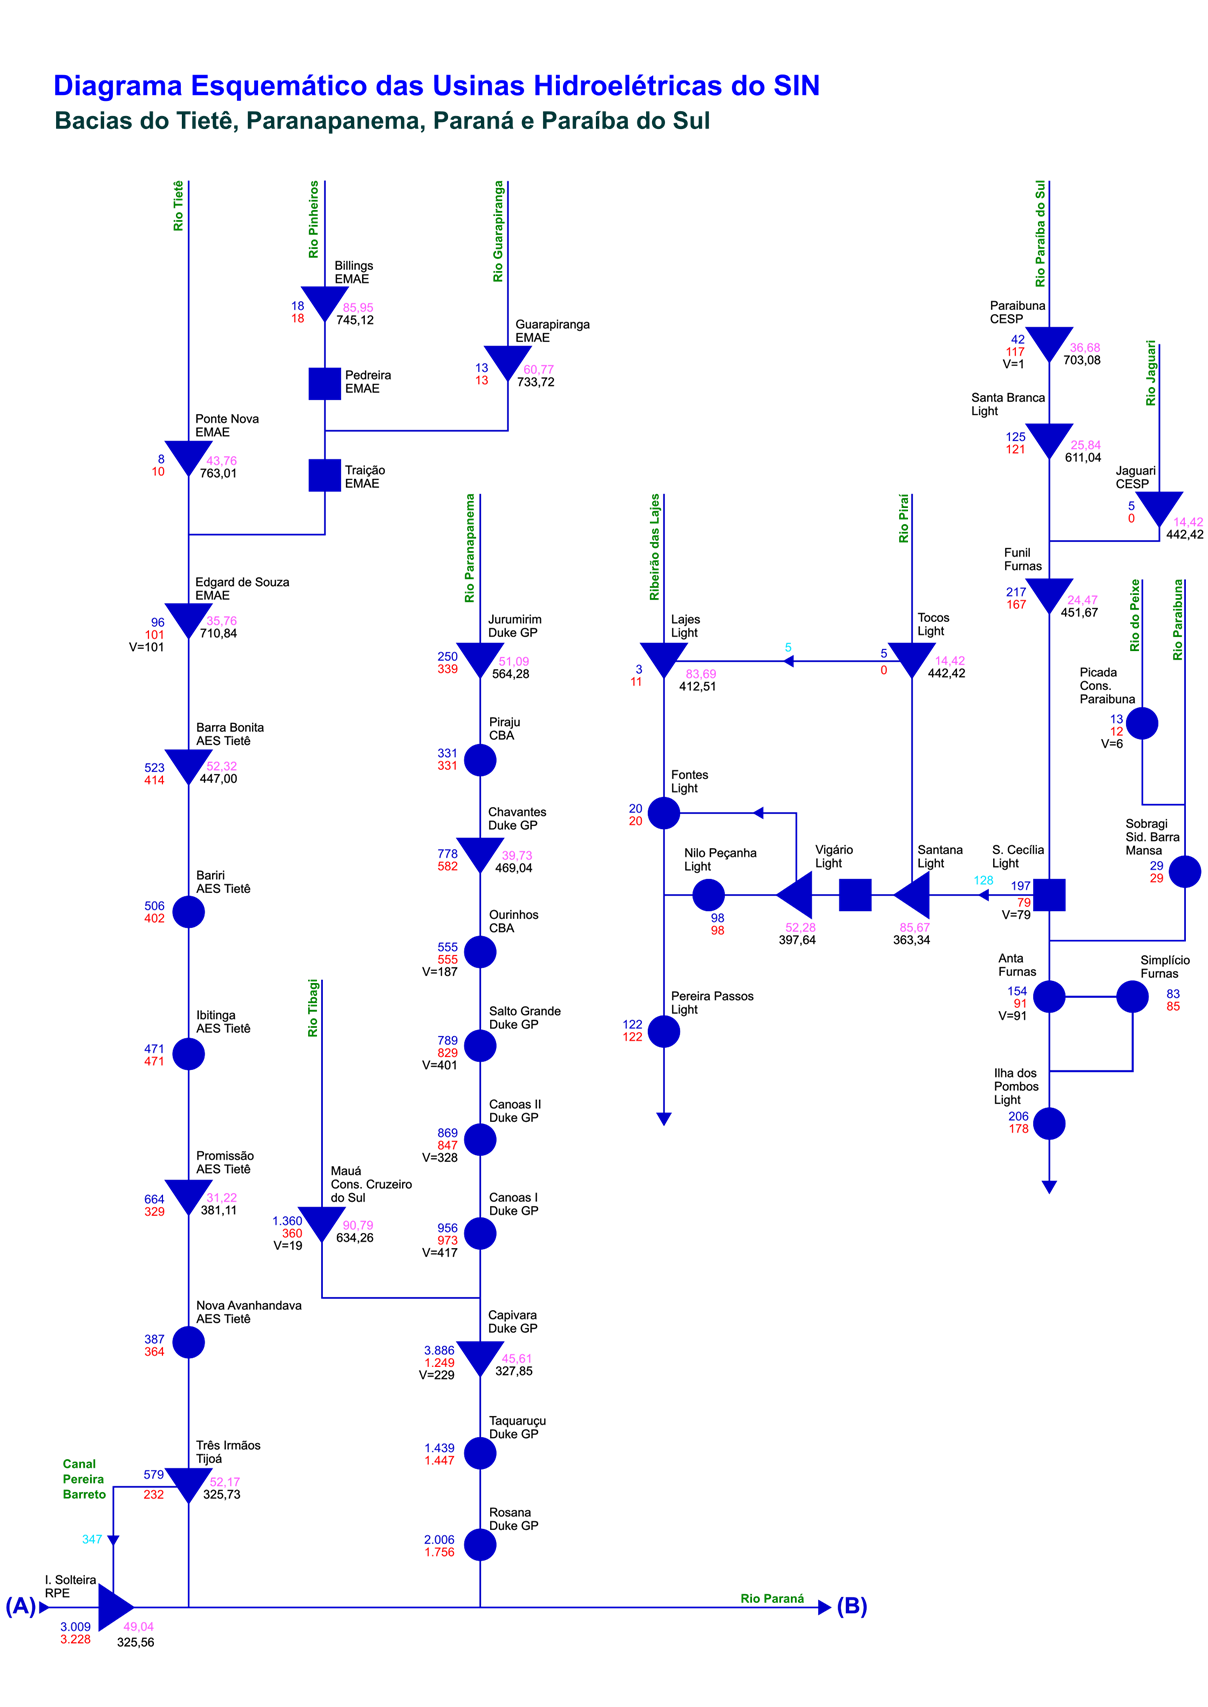 Diagrama Esquemático das Usinas Hidroelétricas do SIN
Bacias do Tietê, Paranapanema, Paraná e Paraíba do Sul
Rio Tietê
Ponte Nova
EMAE
8
10
43,76
763,01
Edgard de Souza
EMAE
96
101
V=101
35,76
710,84
Barra Bonita
AES Tietê
523
414
52,32
447,00
Bariri
AES Tietê
506
402
Ibitinga
AES Tietê
471
471
Promissão
AES Tietê
664
329
31,22
381,11
Nova Avanhandava
AES Tietê
387
364
Três Irmãos
Tijoá
579
232
52,17
325,73
Canal
Pereira
Barreto
347
I. Solteira
RPE
(A)
3.009
3.228
49,04
325,56
Rio Pinheiros
Billings
EMAE
18
18
85,95
745,12
Pedreira
EMAE
Traição
EMAE
Rio Guarapiranga
Guarapiranga
EMAE
13
13
60,77
733,72
Rio Tibagi
Mauá
Cons. Cruzeiro
do Sul
1.360
360
V=19
90,79
634,26
Rio Paranapanema
Jurumirim
Duke GP
250
339
51,09
564,28
Piraju
CBA
331
331
Chavantes
Duke GP
778
582
39,73
469,04
Ourinhos
CBA
555
555
V=187
Salto Grande
Duke GP
789
829
V=401
Canoas II
Duke GP
869
847
V=328
Canoas I
Duke GP
956
973
V=417
Capivara
Duke GP
3.886
1.249
V=229
45,61
327,85
Taquaruçu
Duke GP
1.439
1.447
Rosana
Duke GP
2.006
1.756
Rio Paraná
(B)
Ribeirão das Lajes
Lajes
Light
3
11
83,69
412,51
5
Fontes
Light
20
20
Nilo Peçanha
Light
98
98
Vigário
Light
52,28
397,64
Pereira Passos
Light
122
122
Rio Piraí
Tocos
Light
5
0
14,42
442,42
Santana
Light
85,67
363,34
128
Rio Paraíba do Sul
Paraibuna
CESP
42
117
V=1
36,68
703,08
Santa Branca
Light
125
121
25,84
611,04
Rio Jaguari
Jaguari
CESP
5
0
14,42
442,42
Funil
Furnas
217
167
24,47
451,67
S. Cecília
Light
197
79
V=79
Rio do Peixe
Rio Paraibuna
Picada
Cons.
Paraibuna
13
12
V=6
Sobragi
Sid. Barra
Mansa
29
29
Anta
Furnas
154
91
V=91
Simplício
Furnas
83
85
Ilha dos
Pombos
Light
206
178